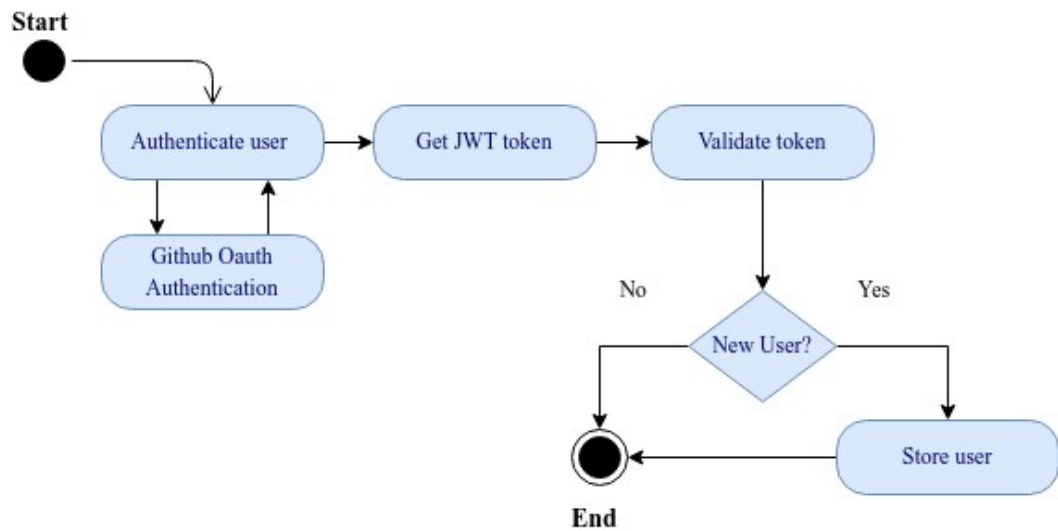 Start
Authenticate user
Get JWT token
Validate token
Github Oauth
Authentication
No
Yes
New User?
Store user
End